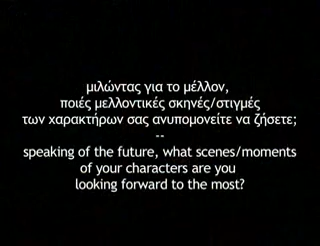 μιλώντας για το μέλλον,
ποιές μελλοντικές σκηνές/στιγμές
των χαρακτήρων σας ανυπομονείτε να ζήσετε;
--
speaking of the future, what scenes/moments
of your characters are you
looking forward to the most?